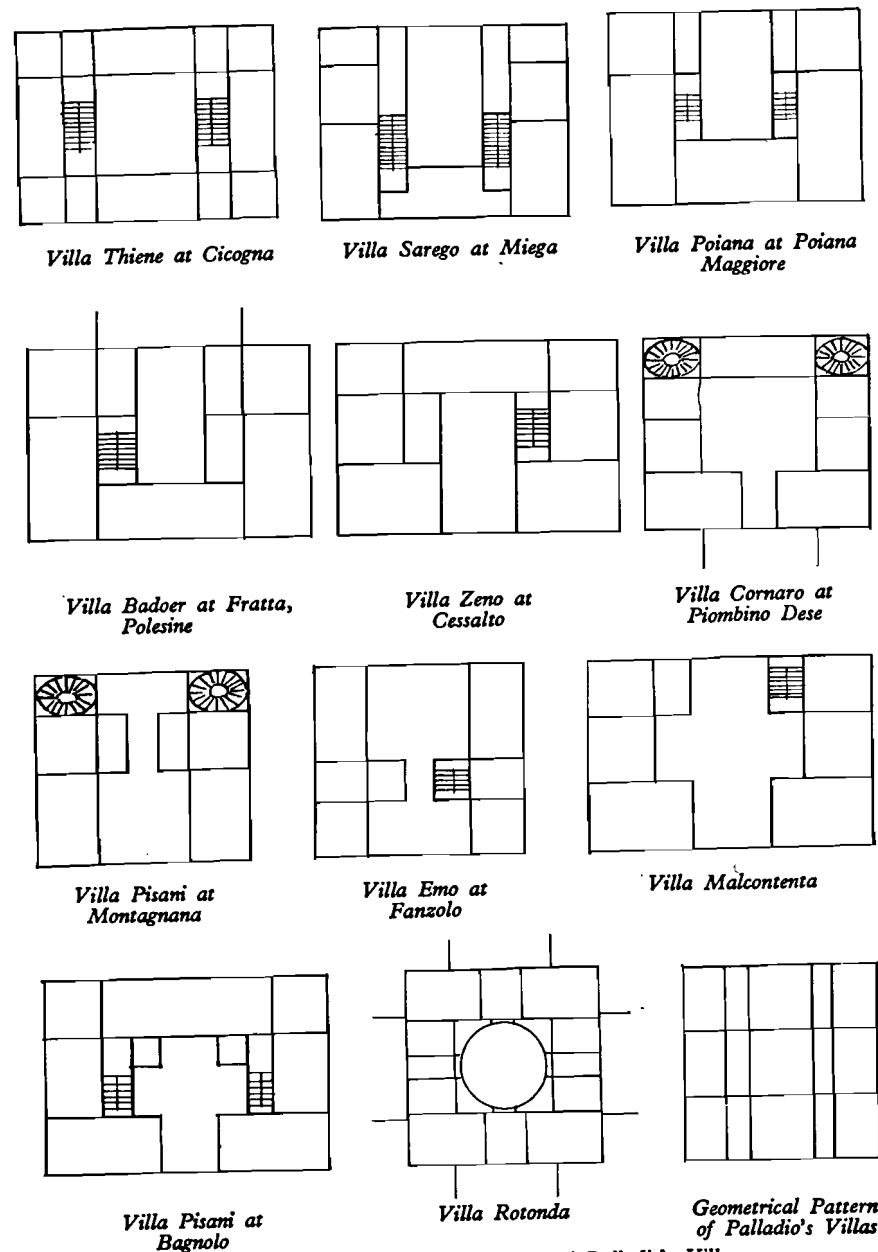 Villa Thiene at Cicogna
Villa Sarego at Miega
Villa Poiana at Poiana
Maggiore
Villa Badoer at Fratta,
Polesine
Villa Zeno at
Cessalto
Villa Cornaro at
Piombino Dese
Villa Pisani at
Montagnana
Villa Emo at
Fanzolo
Villa Malcontenta
Villa Pisani at
Bagnolo
Villa Rotonda
Geometrical Pattern
of Palladio's Villas